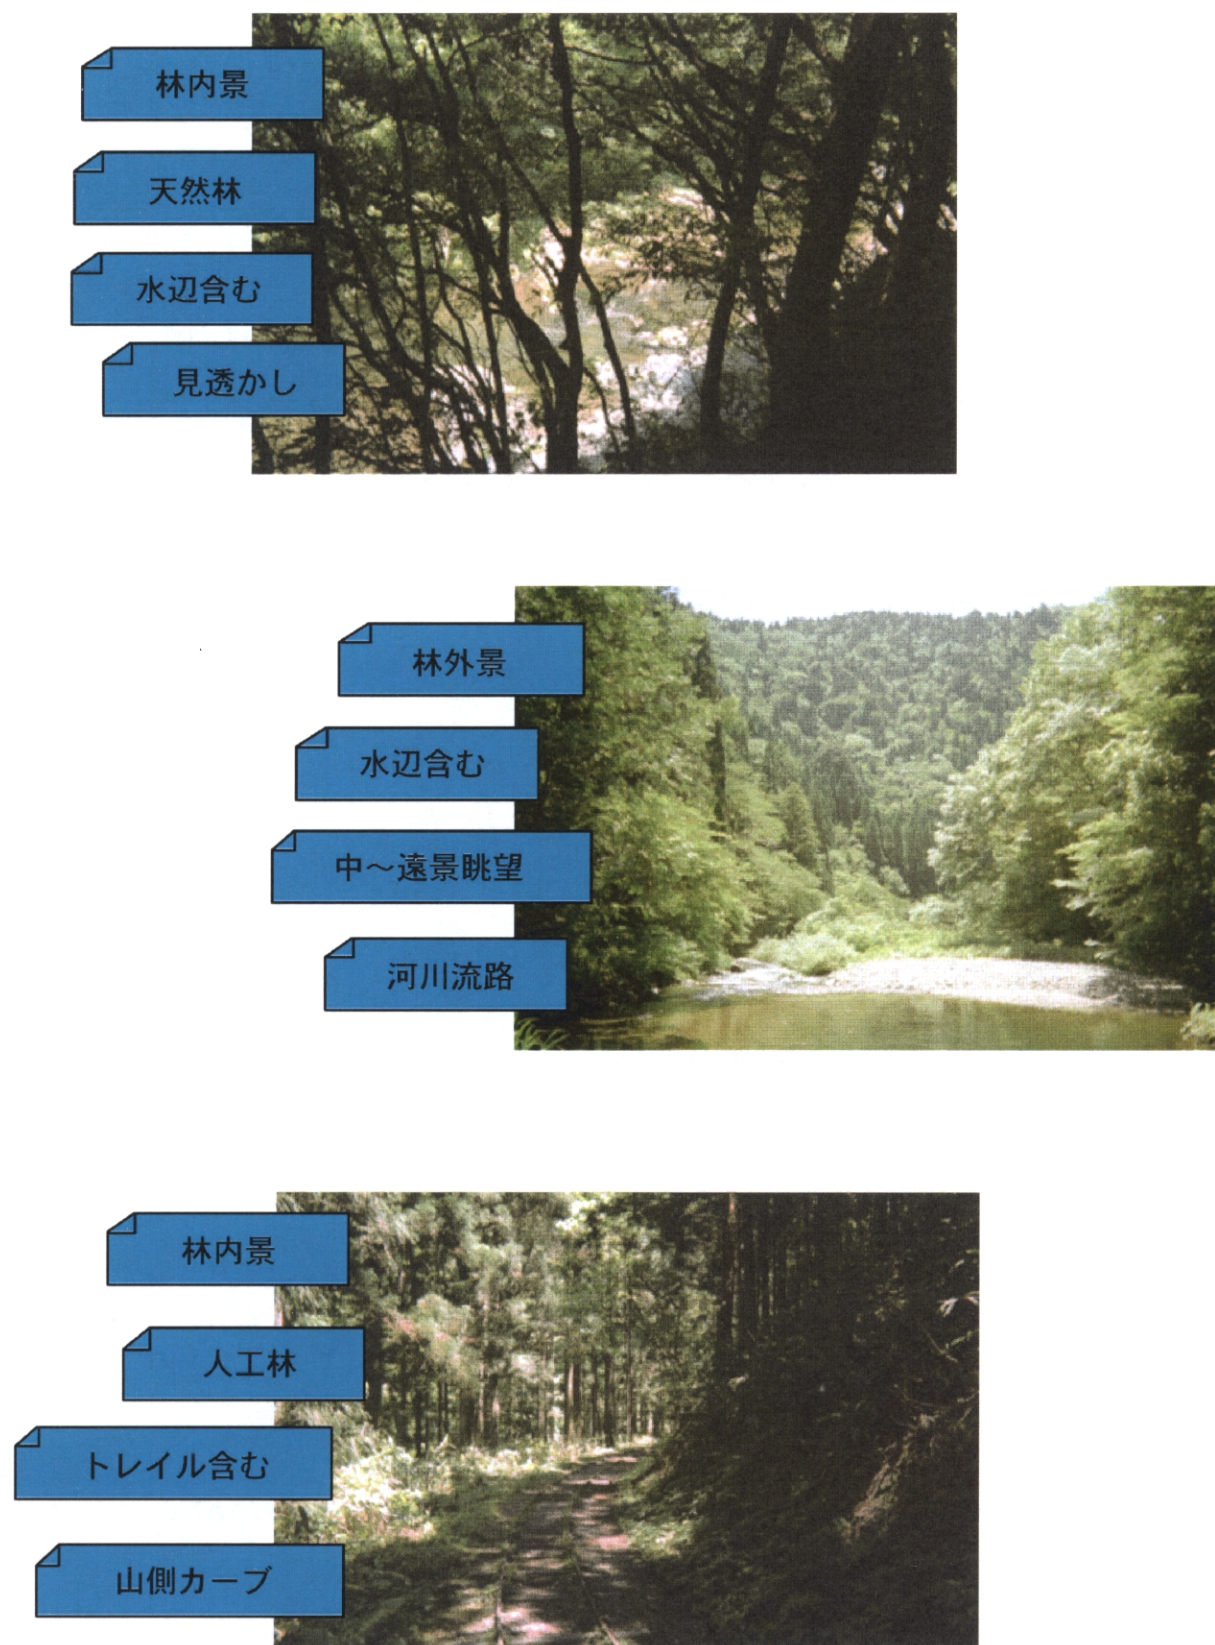 林内景
天然林
水辺含む
見透かし
林外景
水辺含む
中～遠景眺望
河川流路
林内景
人工林
トレイル含む
山側カーブ